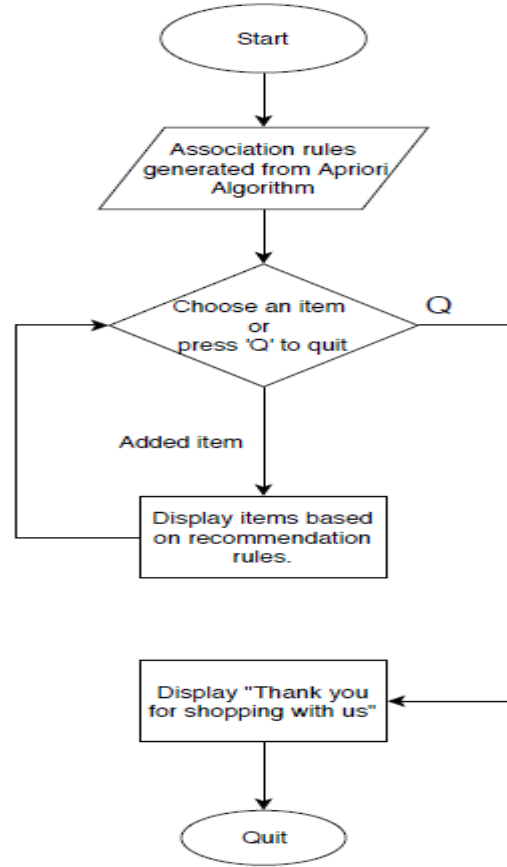 Start
Association rules
generated from Apriori
Algorithm
Choose an item
or
press 'Q' to quit
Q
Added item
Display items based
on recommendation
rules.
Display "Thank you
for shopping with us"
Quit